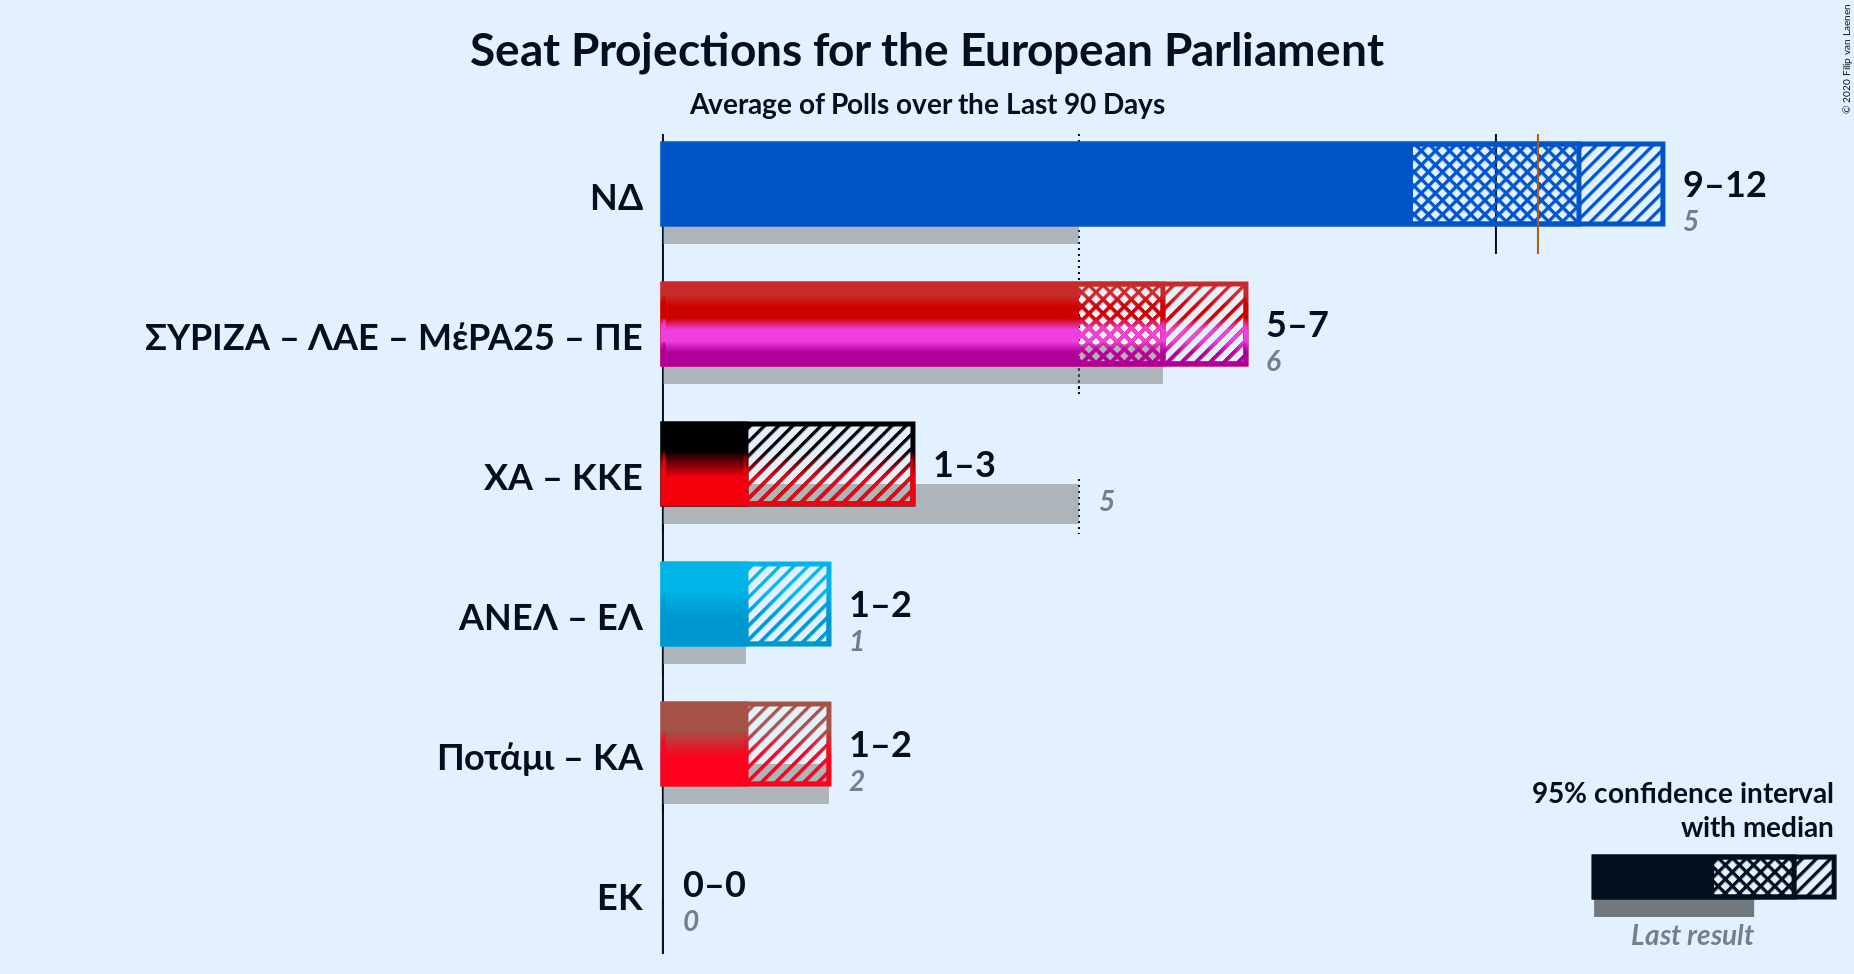 Seat Projections for the European Parliament
Average of Polls over the Last 90 Days
© 2020 Filip van Laenen
ΝΔ
9–12
5
ΣΥΡΙΖΑ – ΛΑΕ – ΜέΡΑ25 – ΠΕ
5–7
6
ΧΑ – ΚΚΕ
1–3
5
ΑΝΕΛ – ΕΛ
1–2
1
Ποτάμι – ΚΑ
1–2
2
ΕΚ
0–0
0
95% confidence interval
with median
Last result